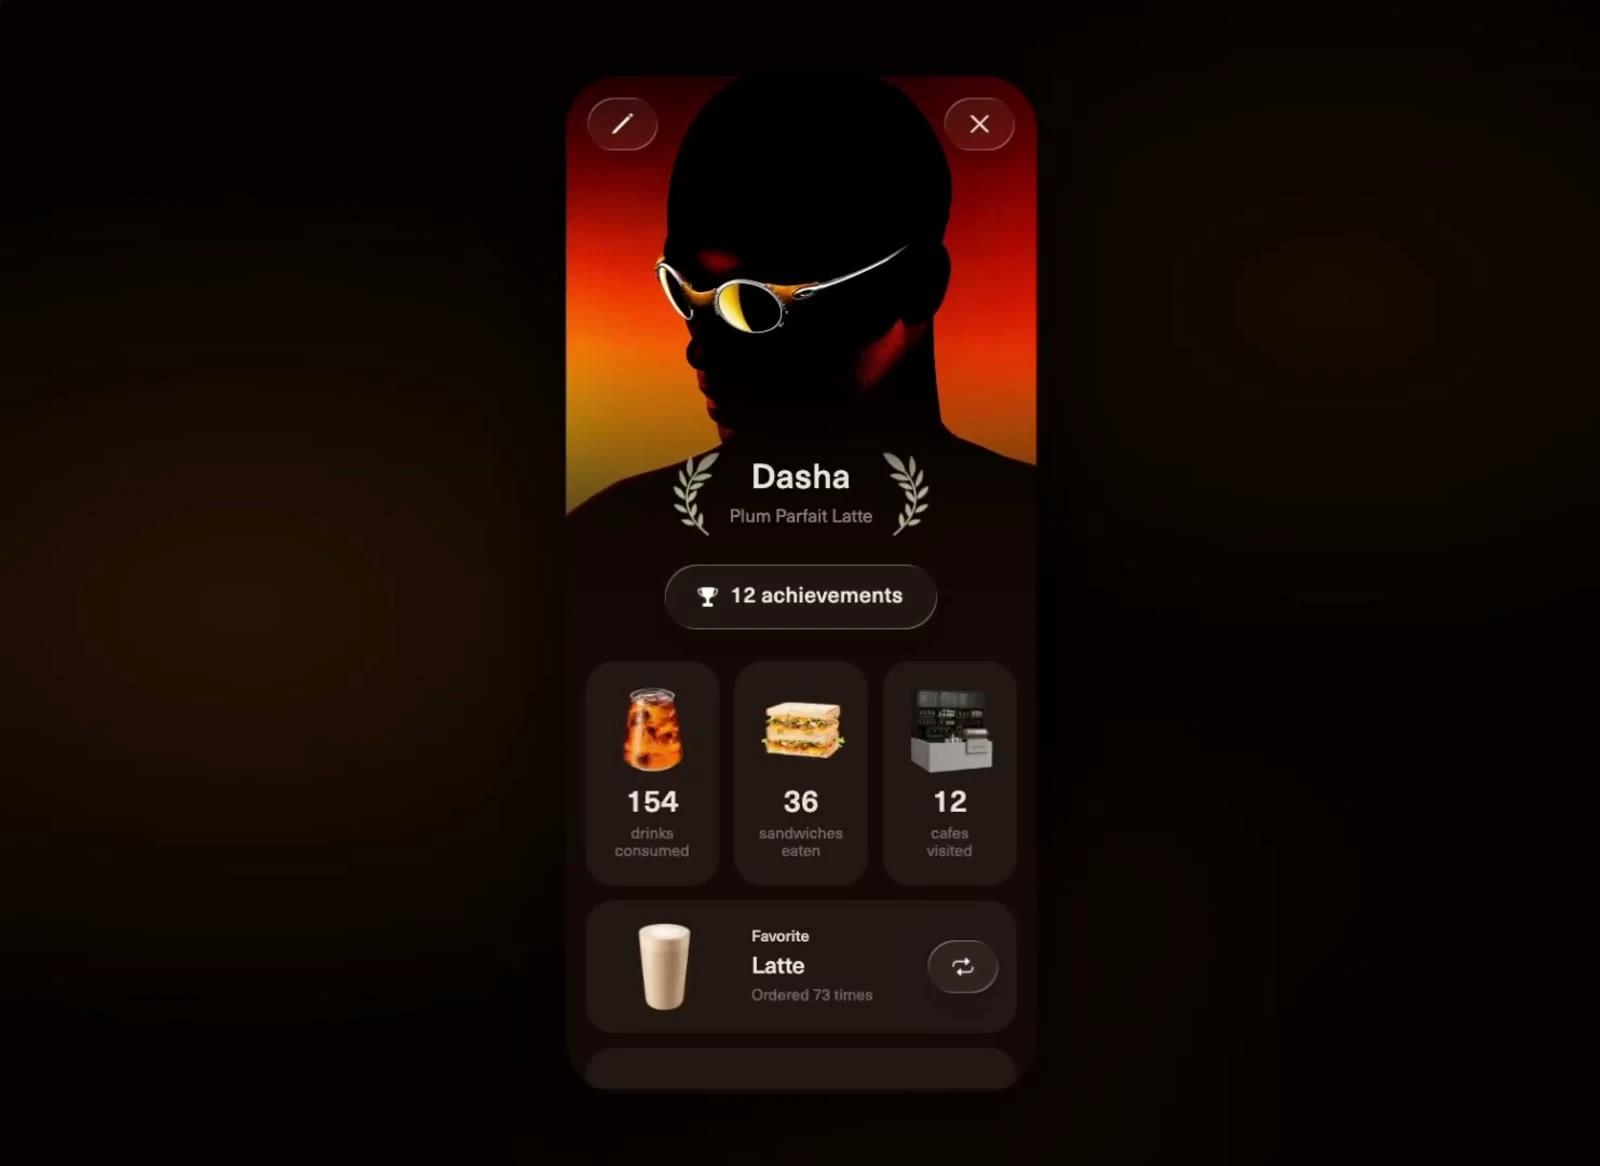 Dasha
Plum Parfait Latte
12 achievements
154
drinks
consumed
36
sandwiches
eaten
12
cafes
visited
Favorite
Latte
Ordered 73 times